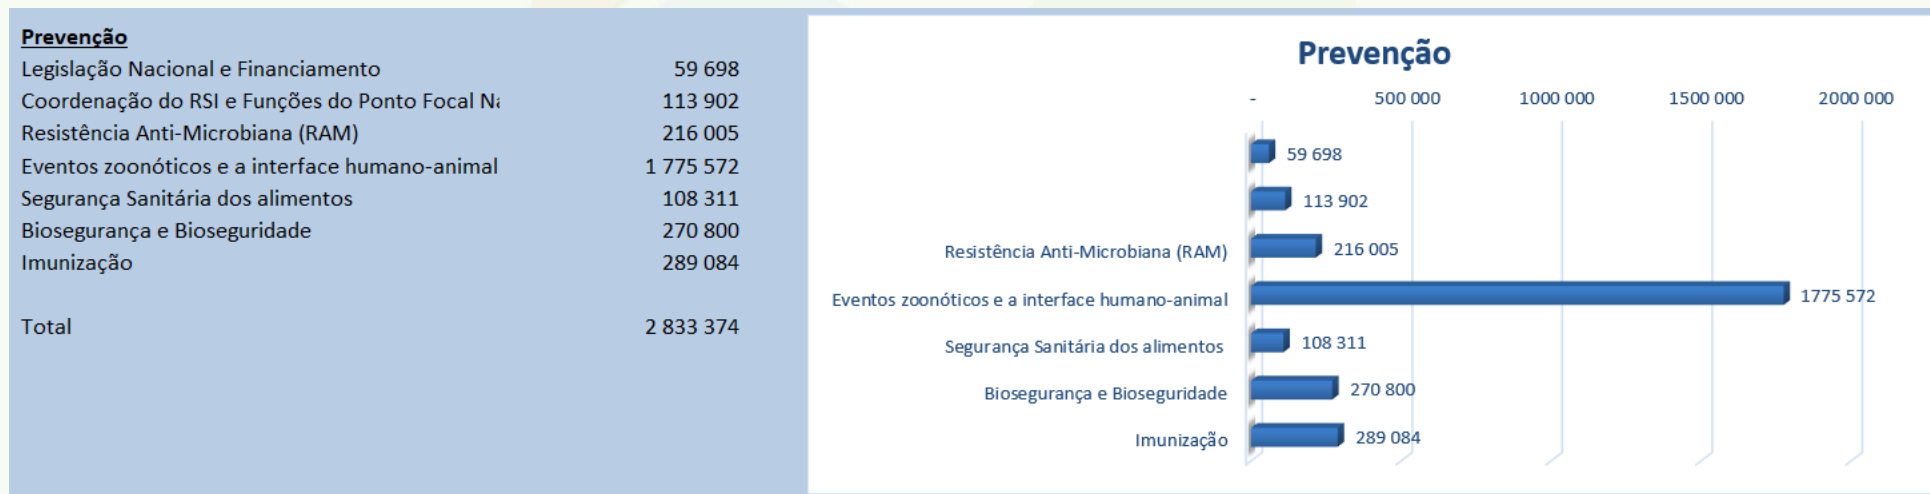 Prevenção
Legislação Nacional e Financiamento 59 698
Coordenação do RSI e Funções do Ponto Focal 113 902
Resistência Anti-Microbiana (RAM) 216 005
Eventos zoonóticos e a interface humano-animal 1 775 572
Segurança Sanitária dos alimentos 108 311
Biosegurança e Bioseguridade 270 800
Imunização 289 084
Total 2 833 374
Prevenção
- 500 000 1000 000 1500 000 2000 000
59 698
113 902
Resistência Anti-Microbiana (RAM) 216 005
Eventos zoonóticos e a interface humano-animal 1775 572
Segurança Sanitária dos alimentos 108 311
Biosegurança e Bioseguridade 270 800
Imunização 289 084